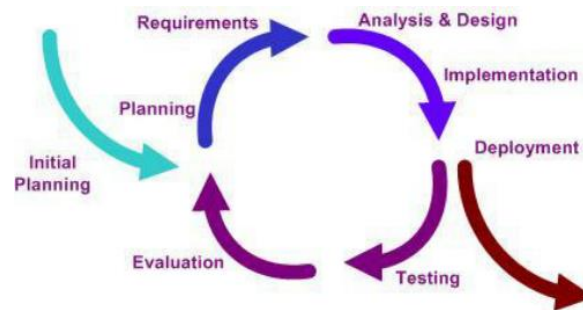 Requirements
Analysis & Design
Implementation
Planning
Deployment
Initial
Planning
Evaluation
Testing